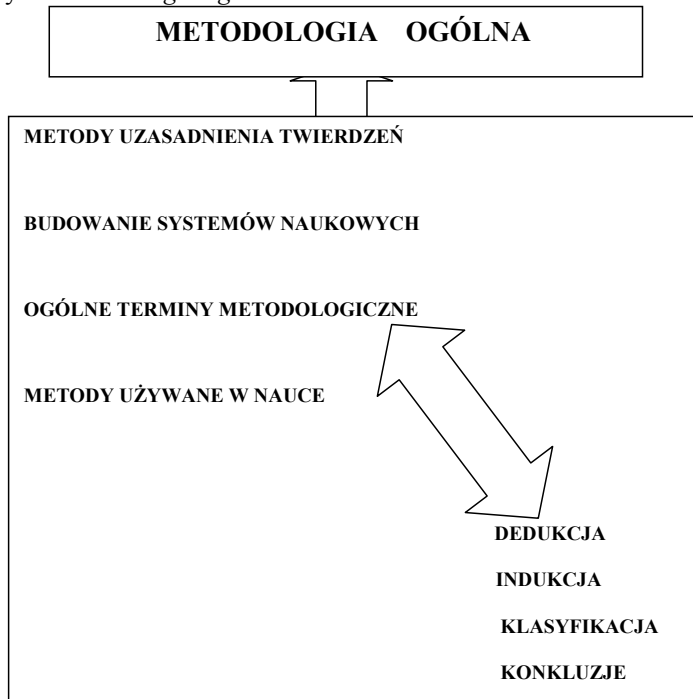 METODOLOGIA OGÓLNA
METODY UZASADNIENIA TWIERDZEŃ
BUDOWANIE SYSTEMÓW NAUKOWYCH
OGÓLNE TERMINY METODOLOGICZNE
METODY UŻYWANE W NAUCE
DEDUKCJA
INDUKCJA
KLASYFIKACJA
KONKLUZJE